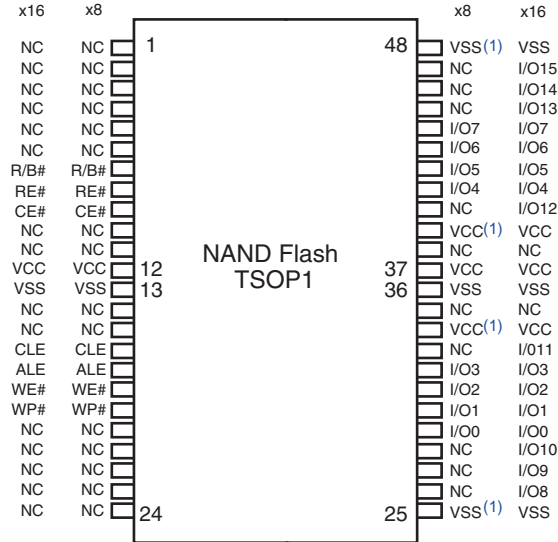 x16 x8 x8 x16
NC NC 1 48 VSS(1) VSS
NC NC NC I/O15
NC NC NC I/O14
NC NC NC I/O13
NC NC I/O7 I/O7
NC NC I/O6 I/O6
R/B# R/B# I/O5 I/O5
RE# RE# I/O4 I/O4
CE# CE# NC I/O12
NC NC VCC(1) VCC
NC NC NAND Flash NC NC
VCC VCC 12 37 VCC VCC
VSS VSS 13 TSOP1 36 VSS VSS
NC NC NC NC
NC NC VCC(1) VCC
CLE CLE NC I/011
ALE ALE I/O3 I/O3
WE# WE# I/O2 I/O2
WP# WP# I/O1 I/O1
NC NC I/O0 I/O0
NC NC NC I/O10
NC NC NC I/O9
NC NC NC I/O8
NC NC 24 25 VSS(1) VSS